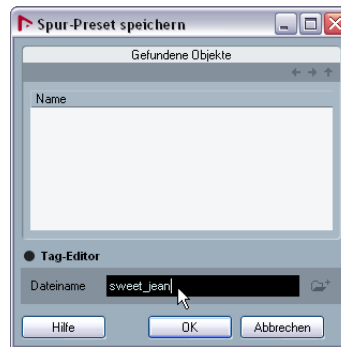 Spur-Preset speichern
Gefundene Objekte
Name
Tag-Editor
Dateiname sweet_jean
Hilfe OK Abbrechen